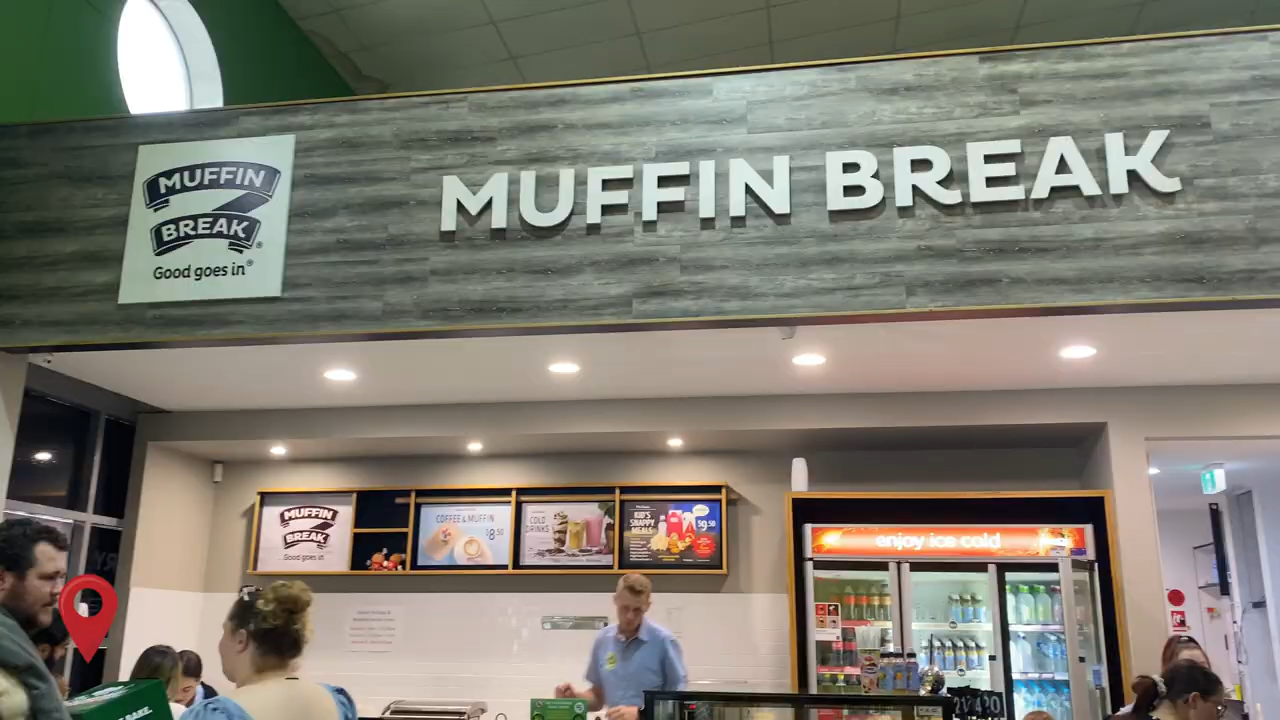 MUFFIN
BREAK
Good goes in®
MUFFIN BREAK
MUFFIN
BREAK
Good goes in
COFFEE & MUFFIN
$8.50
COLD
DRINKS
KID'S
SNAPPY
MEALS
$9.50
enjoy ice cold